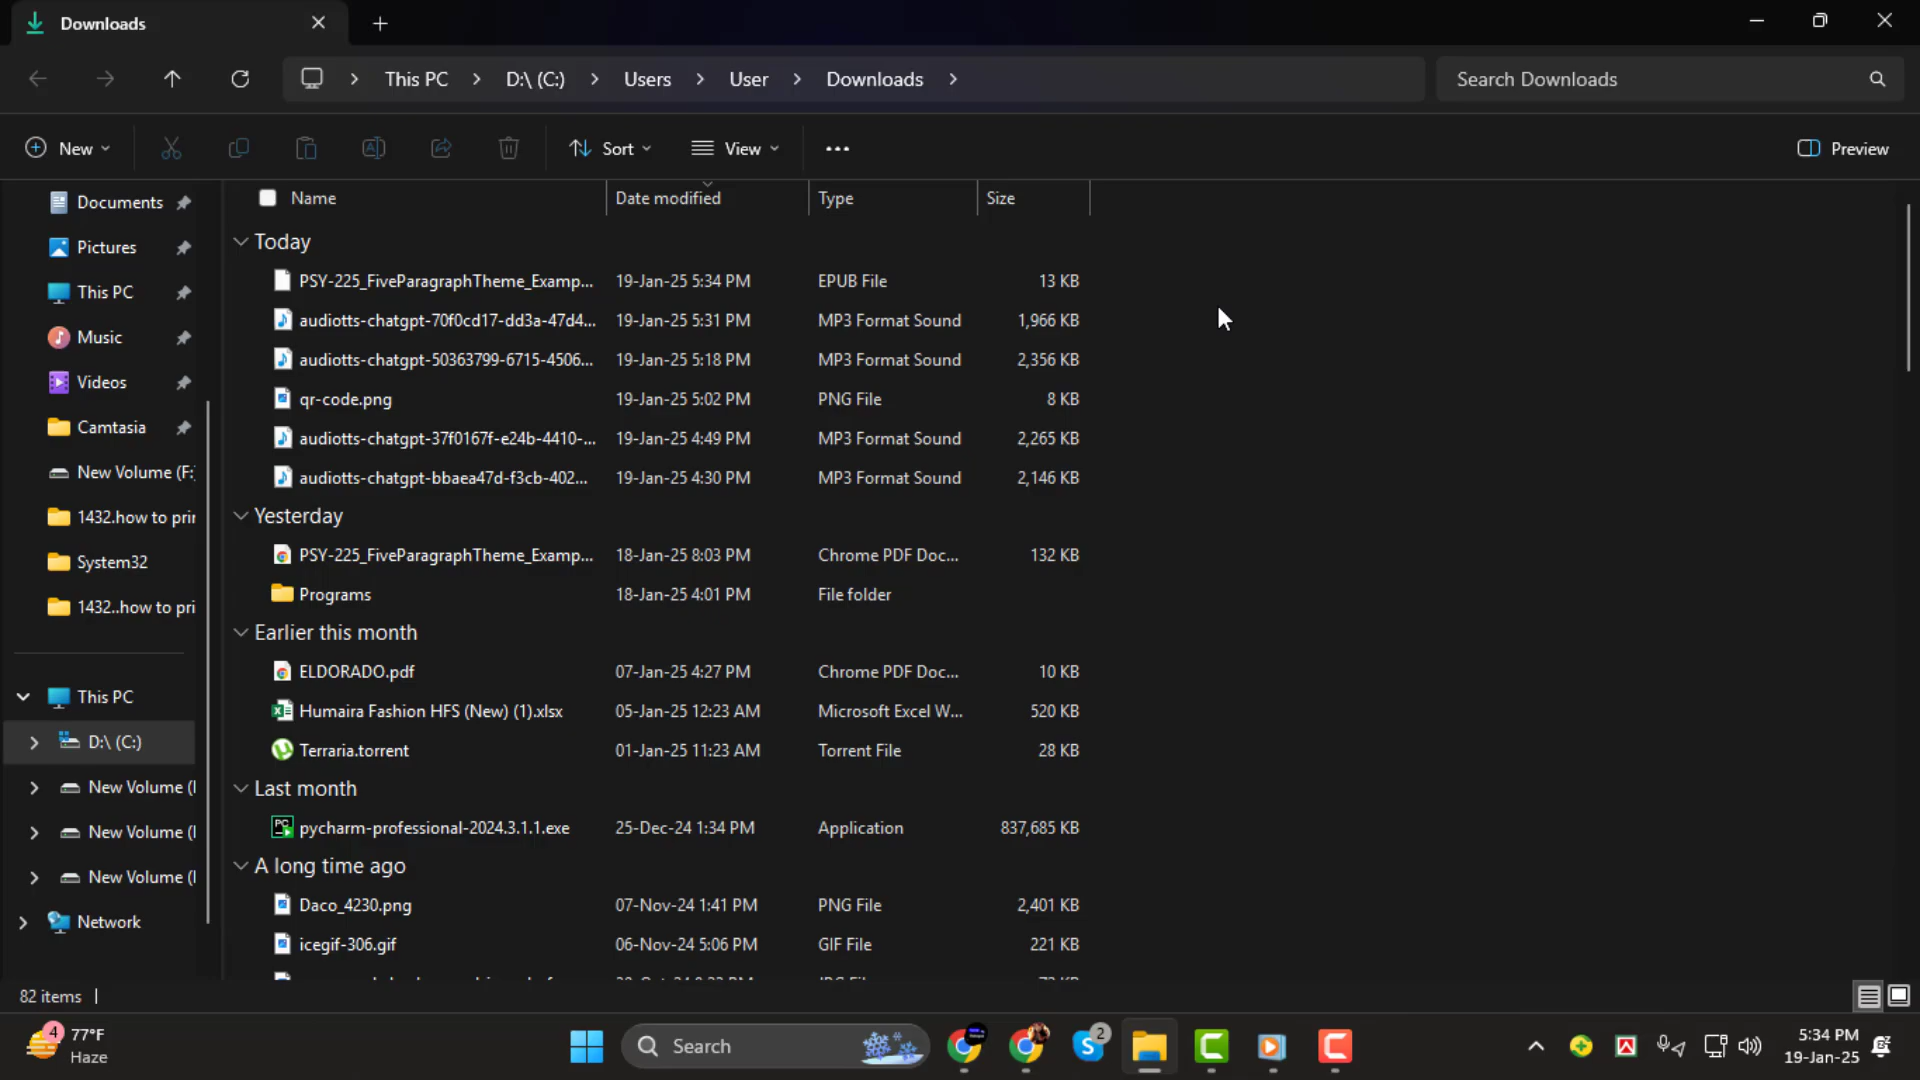 Downloads
This PC D:\ (C:) Users User Downloads
Search Downloads
New
Sort
View
Preview
Documents
Pictures
This PC
Music
Videos
Camtasia
New Volume (F:
1432.how to prin
System32
1432..how to pri
This PC
D:\ (C:)
New Volume (
New Volume (
New Volume (
Network
Name Date modified Type Size
Today
PSY-225_FiveParagraphTheme_Examp... 19-Jan-25 5:34 PM EPUB File 13 KB
audiotts-chatgpt-70f0cd17-dd3a-47d4... 19-Jan-25 5:31 PM MP3 Format Sound 1,966 KB
audiotts-chatgpt-50363799-6715-4506... 19-Jan-25 5:18 PM MP3 Format Sound 2,356 KB
qr-code.png 19-Jan-25 5:02 PM PNG File 8 KB
audiotts-chatgpt-37f0167f-e24b-4410-... 19-Jan-25 4:49 PM MP3 Format Sound 2,265 KB
audiotts-chatgpt-bbaea47d-f3cb-402... 19-Jan-25 4:30 PM MP3 Format Sound 2,146 KB
Yesterday
PSY-225_FiveParagraphTheme_Examp... 18-Jan-25 8:03 PM Chrome PDF Doc... 132 KB
Programs 18-Jan-25 4:01 PM File folder
Earlier this month
ELDORADO.pdf 07-Jan-25 4:27 PM Chrome PDF Doc... 10 KB
Humaira Fashion HFS (New) (1).xlsx 05-Jan-25 12:23 AM Microsoft Excel W... 520 KB
Terraria.torrent 01-Jan-25 11:23 AM Torrent File 28 KB
Last month
pycharm-professional-2024.3.1.1.exe 25-Dec-24 1:34 PM Application 837,685 KB
A long time ago
Daco_4230.png 07-Nov-24 1:41 PM PNG File 2,401 KB
icegif-306.gif 06-Nov-24 5:06 PM GIF File 221 KB
82 items
4
77°F
Haze
Search
2
5:34 PM
19-Jan-25